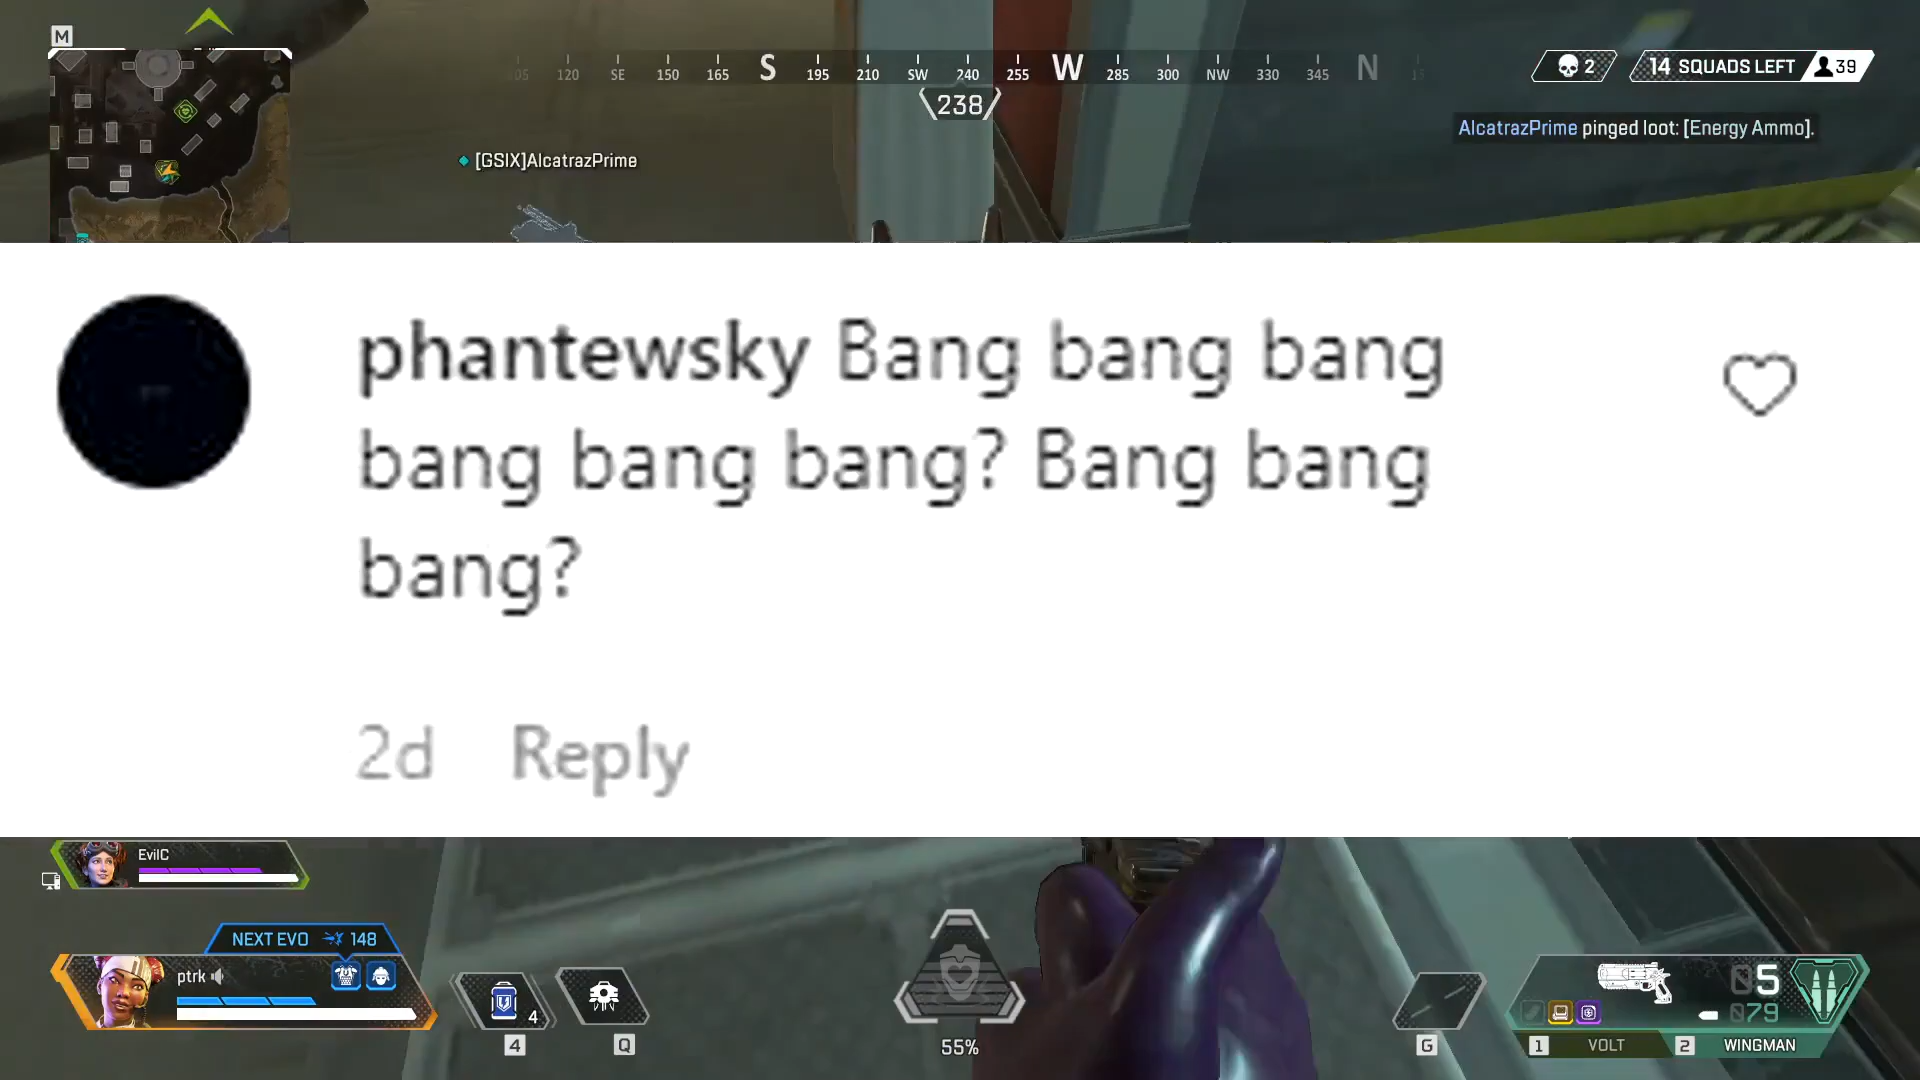 M
105 120 SE 150 165 S 195 210 SW 240 255 W 285 300 NW 330 345 N
238
2
14 SQUADS LEFT 39
AlcatrazPrime pinged loot: [Energy Ammo].
[GSIX]AlcatrazPrime
phantewsky Bang bang bang
bang bang bang? Bang bang
bang?
2d Reply
EvilC
NEXT EVO 148
ptrk
4
4
Q
55%
G
05
079
1 VOLT 2 WINGMAN